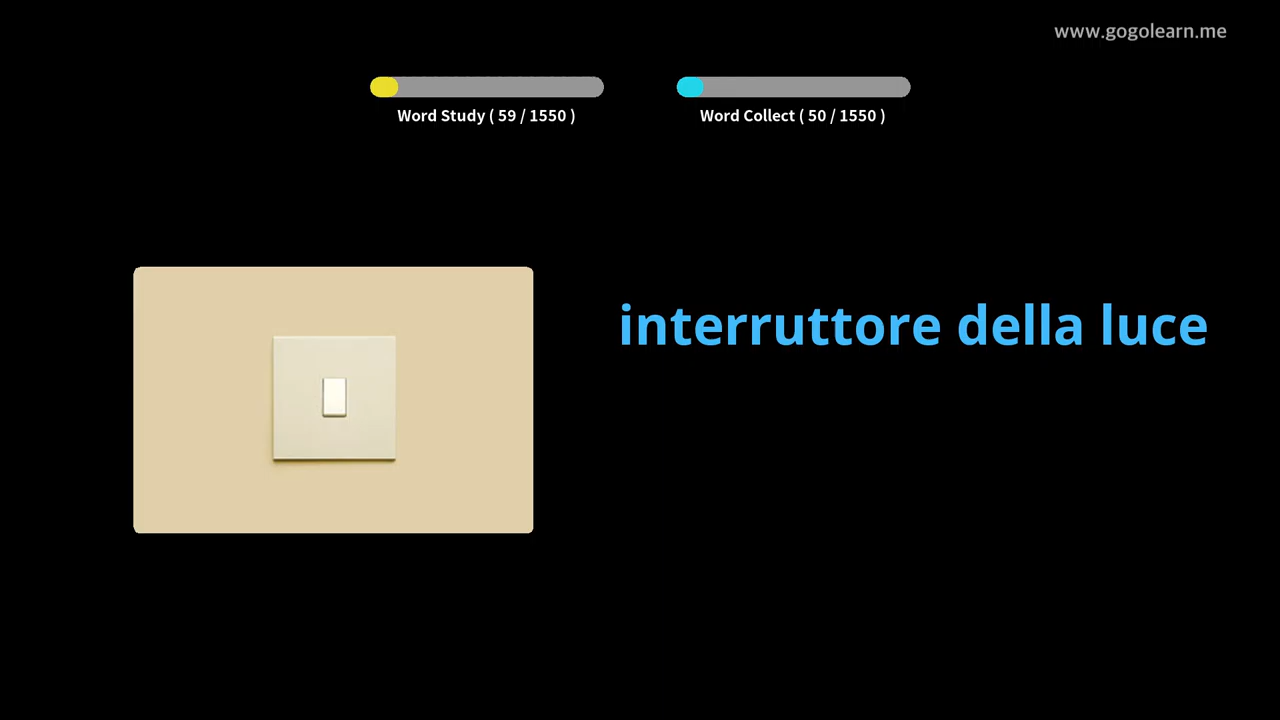 www.gogolearn.me
Word Study ( 59 / 1550 )
Word Collect ( 50 / 1550 )
interruttore della luce